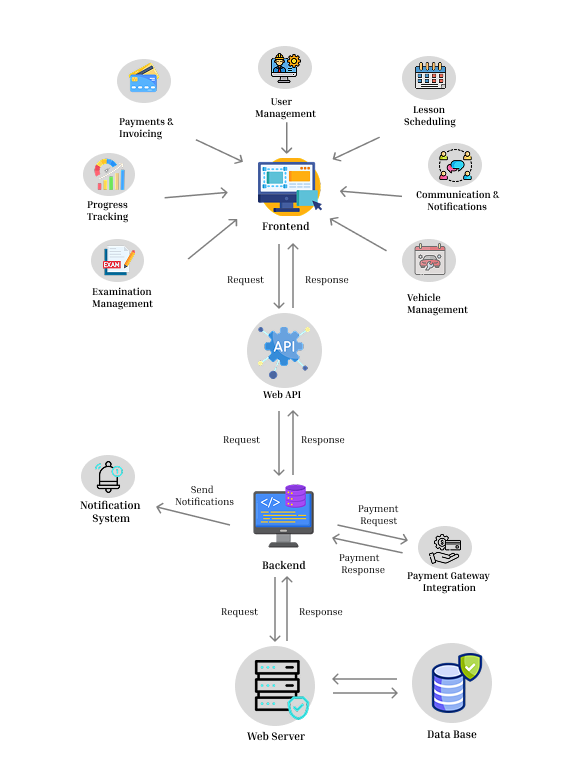 User
Management
Payments &
Invoicing
Lesson
Scheduling
Progress
Tracking
Communication &
Notifications
Frontend
EXAM
Examination
Management
Vehicle
Management
Request
Response
API
Web API
Request
Response
Send
Notifications
Notification
System
</>
Payment
Request
Backend
Payment
Response
$
Payment Gateway
Integration
Request
Response
Web Server
Data Base